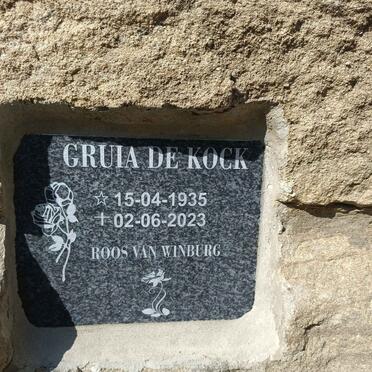 GRUIA DE KOCK
☆ 15-04-1935
† 02-06-2023
ROOS VAN WINBURG